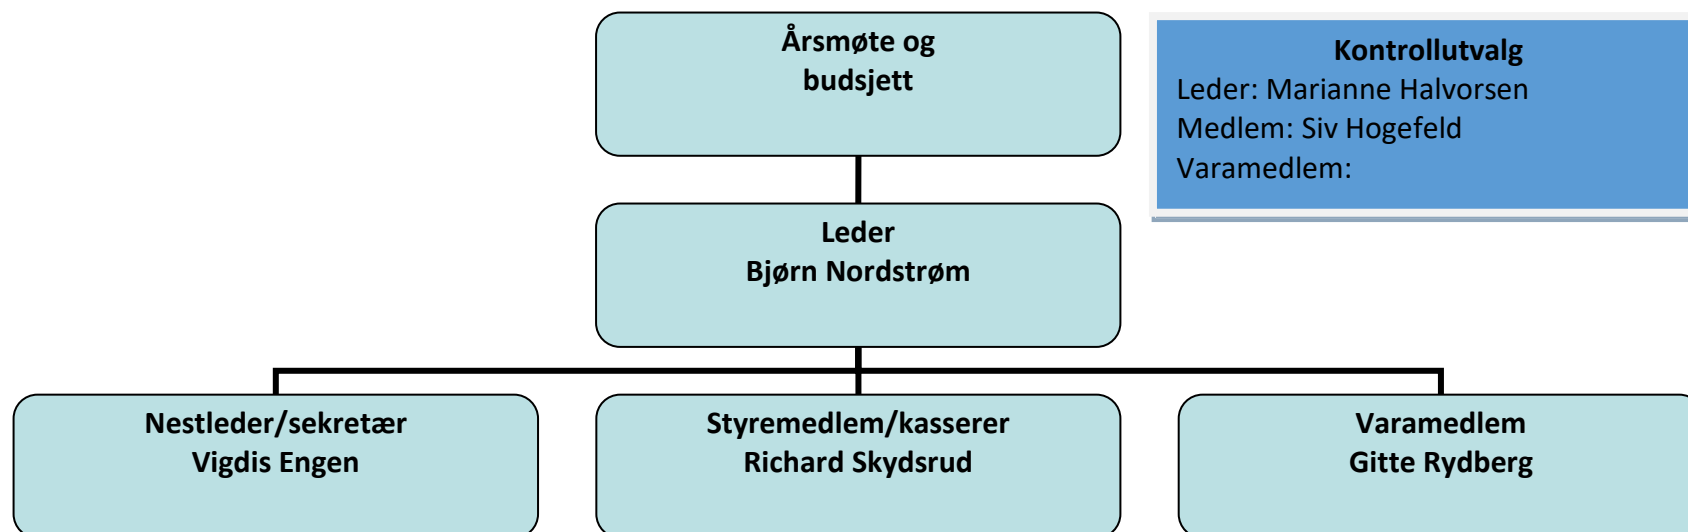 Årsmøte og
budsjett
Kontrollutvalg
Leder: Marianne Halvorsen
Medlem: Siv Hogefeld
Varamedlem:
Leder
Bjørn Nordstrøm
Nestleder/sekretær
Vigdis Engen
Styremedlem/kasserer
Richard Skydsrud
Varamedlem
Gitte Rydberg